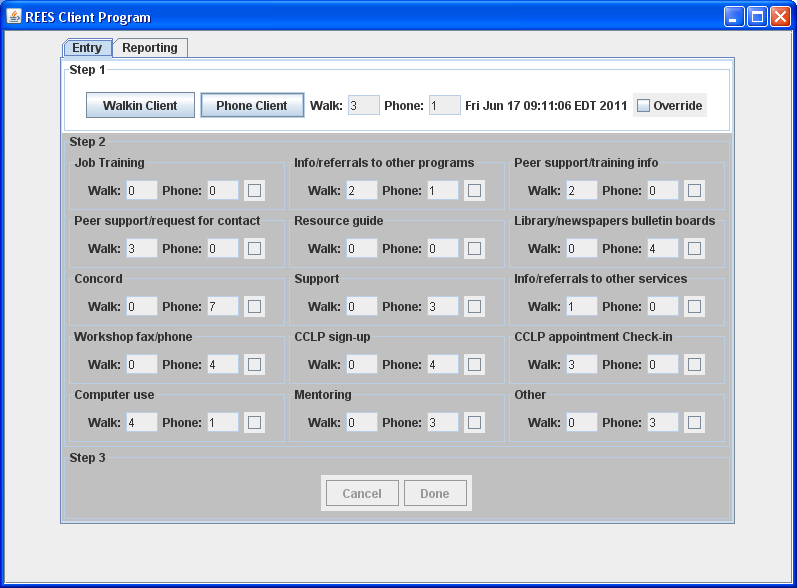 REES Client Program
Entry Reporting
Step 1
Walkin Client Phone Client Walk: 3 Phone: 1 Fri Jun 17 09:11:06 EDT 2011 Override
Step 2
Job Training Info/referrals to other programs Peer support/training info
Walk: 0 Phone: 0 Walk: 2 Phone: 1 Walk: 2 Phone: 0
Peer support/request for contact Resource guide Library/newspapers bulletin boards
Walk: 3 Phone: 0 Walk: 0 Phone: 0 Walk: 0 Phone: 4
Concord Support Info/referrals to other services
Walk: 0 Phone: 7 Walk: 0 Phone: 3 Walk: 1 Phone: 0
Workshop fax/phone CCLP sign-up CCLP appointment Check-in
Walk: 0 Phone: 4 Walk: 0 Phone: 4 Walk: 3 Phone: 0
Computer use Mentoring Other
Walk: 4 Phone: 1 Walk: 0 Phone: 3 Walk: 0 Phone: 3
Step 3
Cancel Done